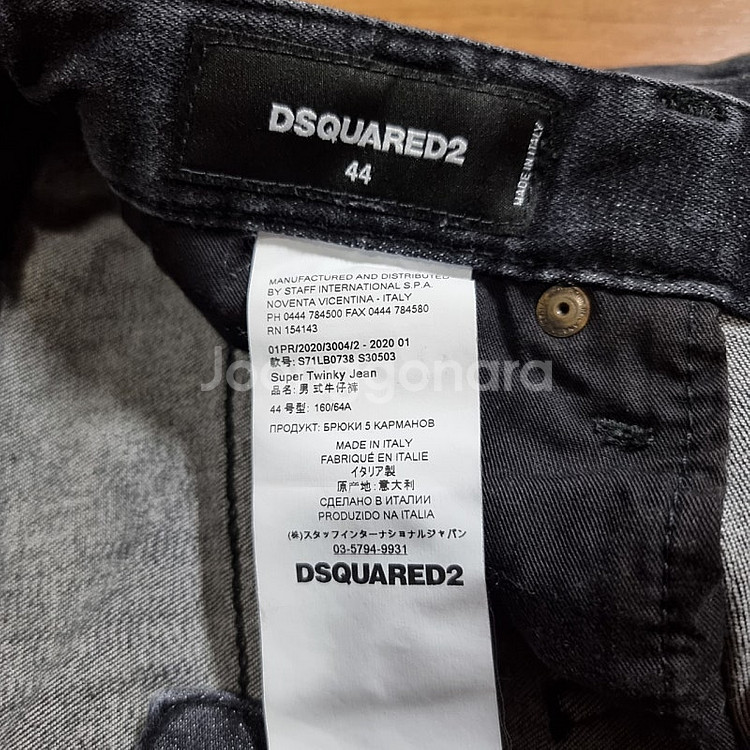 DSQUARED2
44
MADE IN ITALY
MANUFACTURED AND DISTRIBUTED
BY STAFF INTERNATIONAL S.P.A.
NOVENTA VICENTINA - ITALY
PH 0444 784500 FAX 0444 784580
RN 154143
01PR/2020/3004/2 - 2020 01
款号: S71LB0738 S30503
Super Twinky Jean
品名: 男式牛仔裤
44 号型: 160/64A
ПРОДУКТ: БРЮКИ 5 КАРМАНОВ
MADE IN ITALY
FABRIQUÉ EN ITALIE
イタリア製
原产地: 意大利
СДЕЛАНО В ИТАЛИИ
PRODUZIDO NA ITALIA
(株)スタッフインターナショナルジャパン
03-5794-9931
DSQUARED2